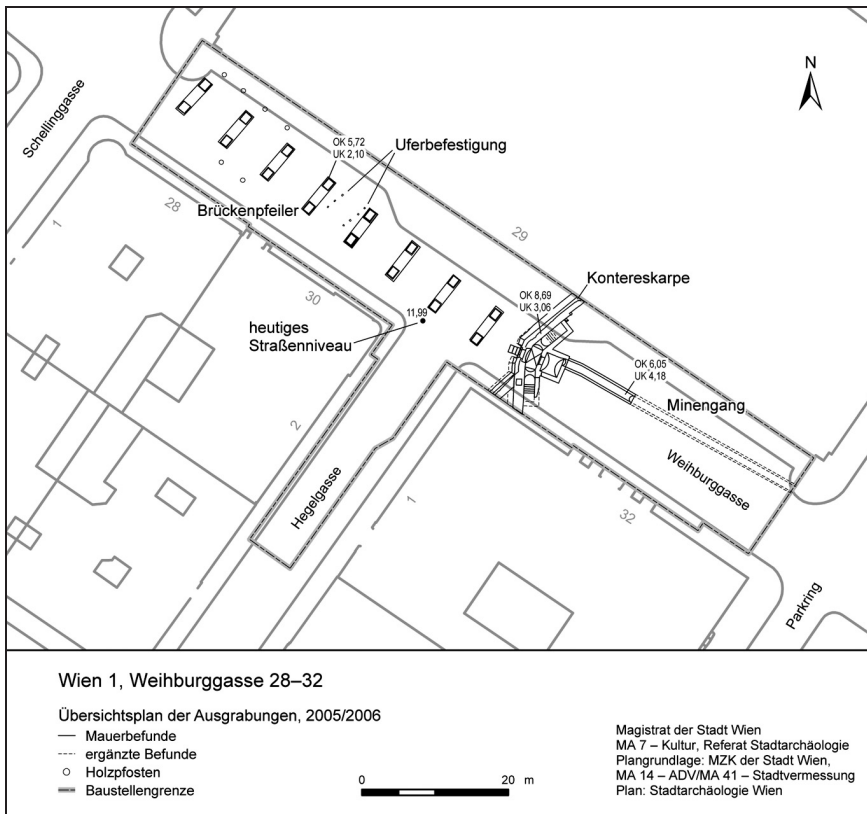 N
Schellinggasse
OK 5,72
UK 2,10
Uferbefestigung
1
28
Brückenpfeiler
29
Kontereskarpe
30
OK 8,69
UK 3,06
11,99
heutiges
Straßenniveau
OK 6,05
UK 4,18
Minengang
2
Weihburggasse
Hegelgasse
1
32
Parkring
Wien 1, Weihburggasse 28–32
Übersichtsplan der Ausgrabungen, 2005/2006
Mauerbefunde
ergänzte Befunde
Holzpfosten
Baustellengrenze
0 20 m
Magistrat der Stadt Wien
MA 7 – Kultur, Referat Stadtarchäologie
Plangrundlage: MZK der Stadt Wien,
MA 14 – ADV/MA 41 – Stadtvermessung
Plan: Stadtarchäologie Wien